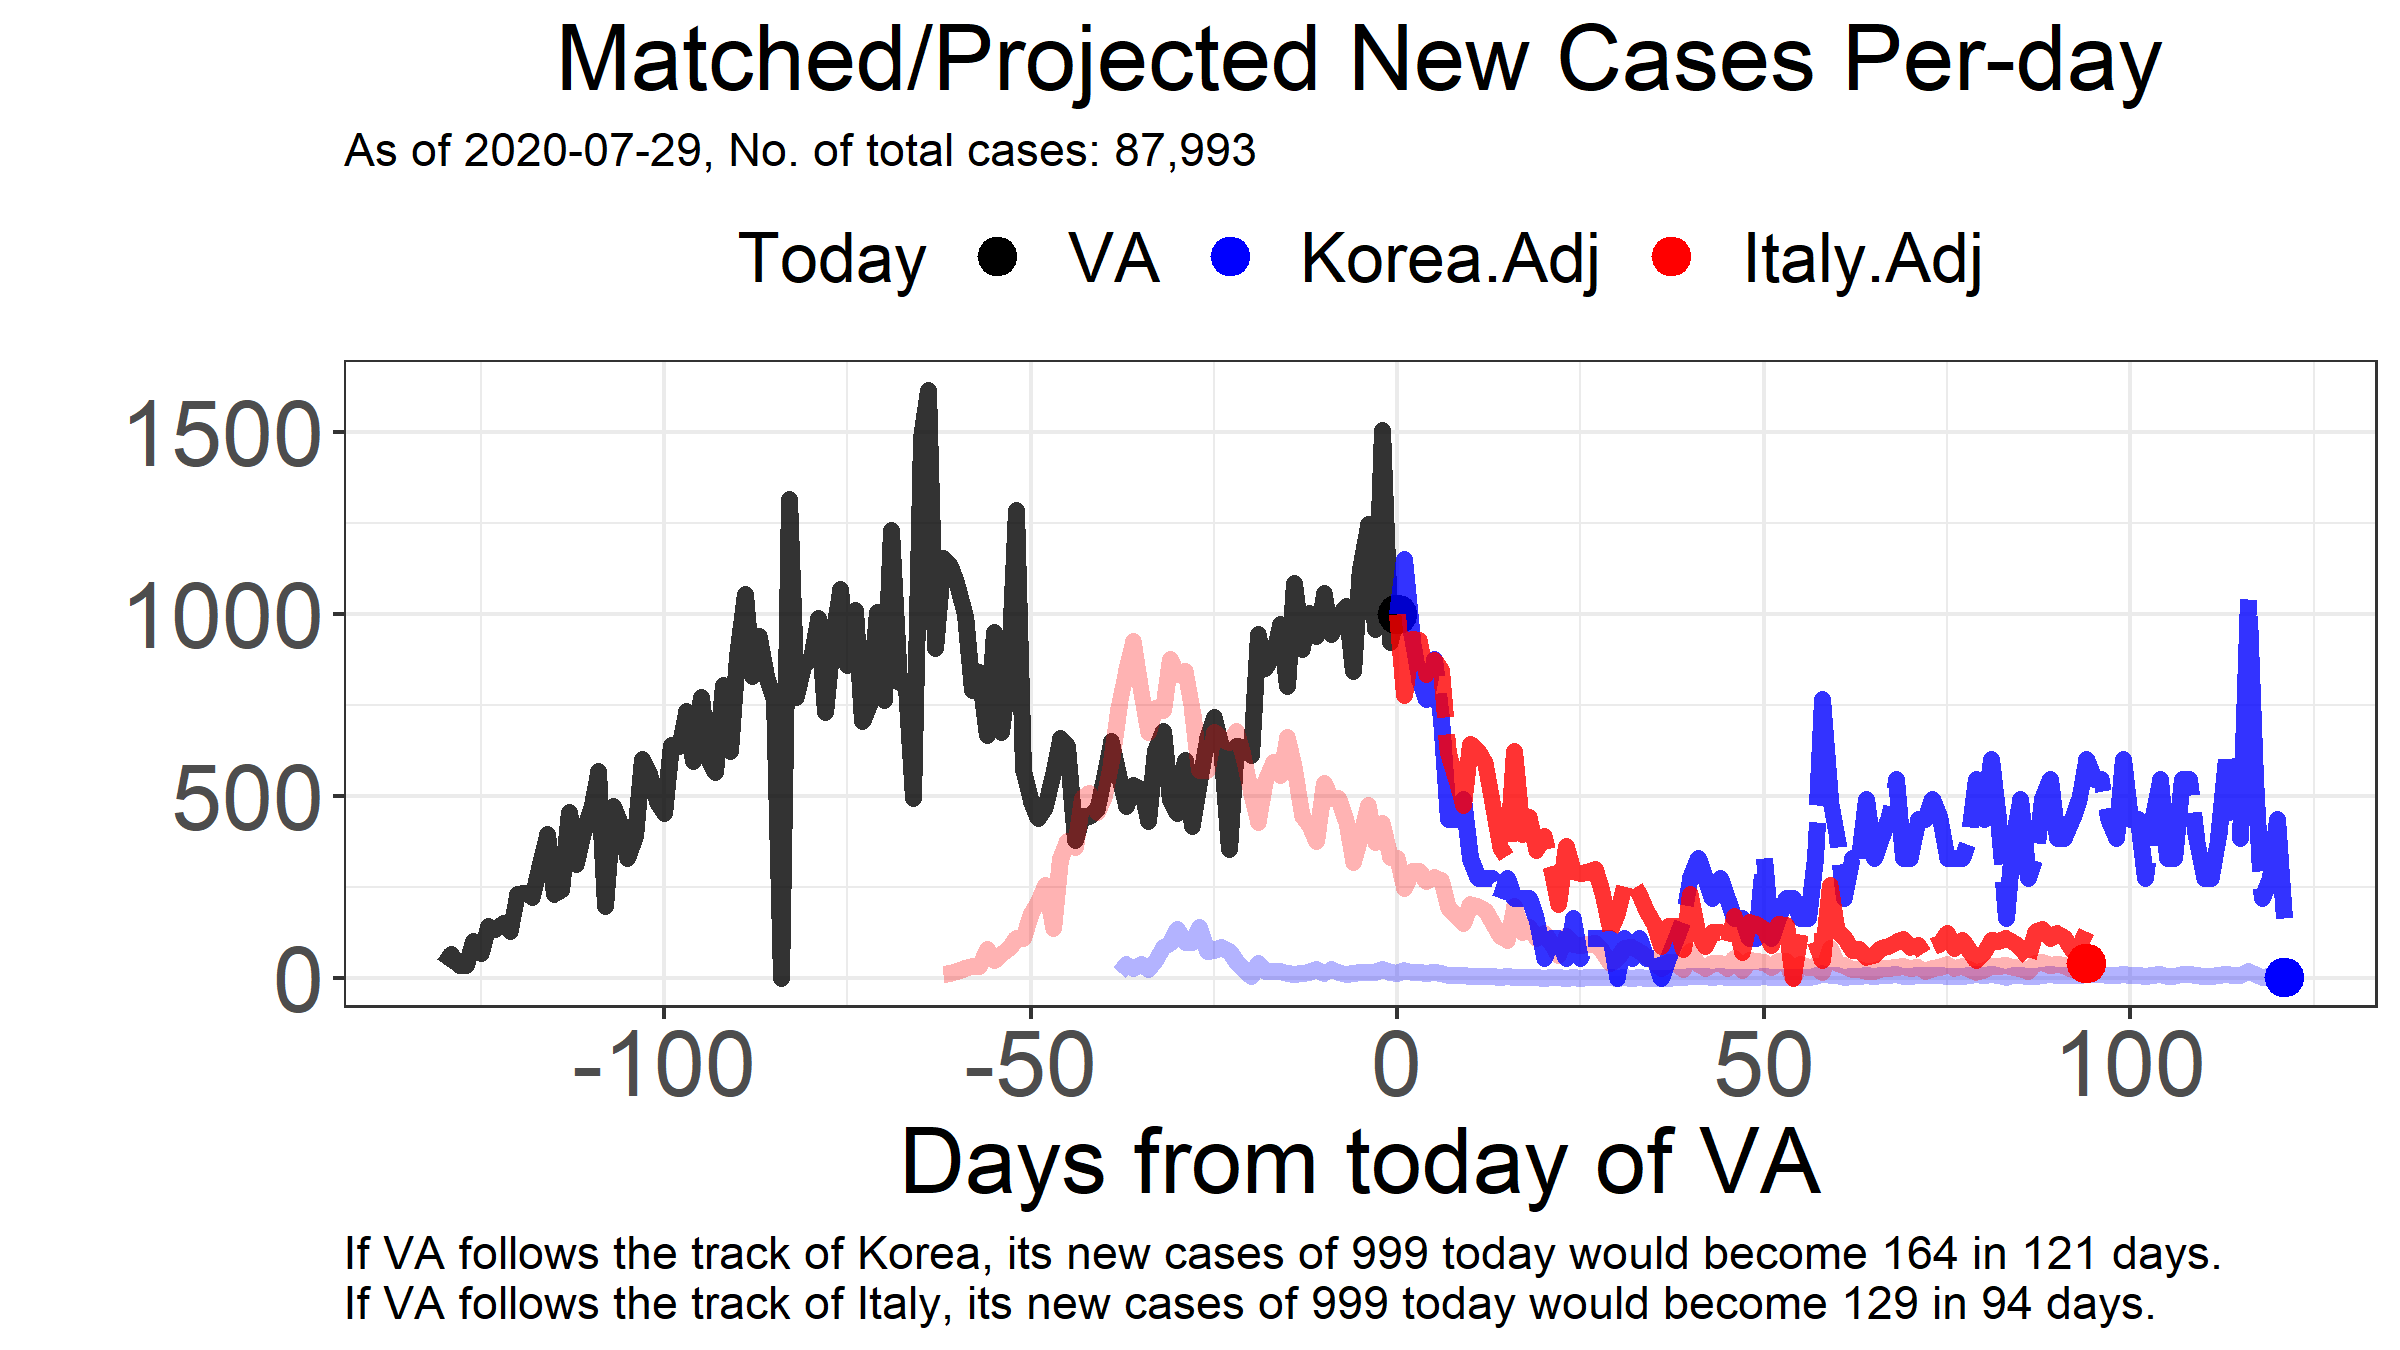 Matched/Projected New Cases Per-day
As of 2020-07-29, No. of total cases: 87,993
Today VA Korea.Adj Italy.Adj
1500
1000
500
0
-100 -50 0 50 100
Days from today of VA
If VA follows the track of Korea, its new cases of 999 today would become 164 in 121 days.
If VA follows the track of Italy, its new cases of 999 today would become 129 in 94 days.